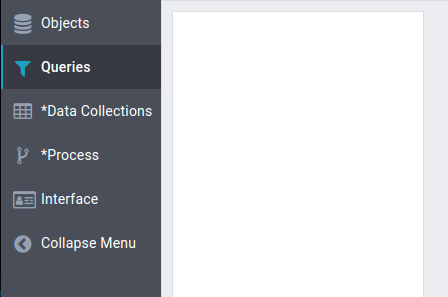 Objects
Queries
*Data Collections
*Process
Interface
Collapse Menu